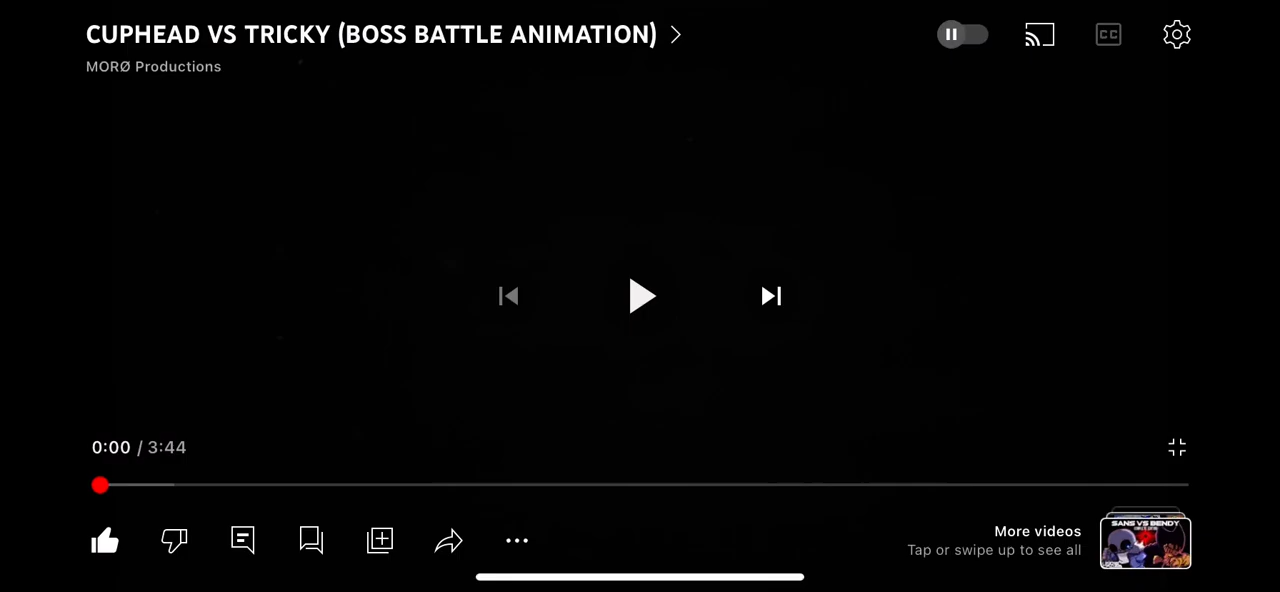 CUPHEAD VS TRICKY (BOSS BATTLE ANIMATION)
MORØ Productions
CC
0:00 / 3:44
More videos
Tap or swipe up to see all
SANS VS BENDY